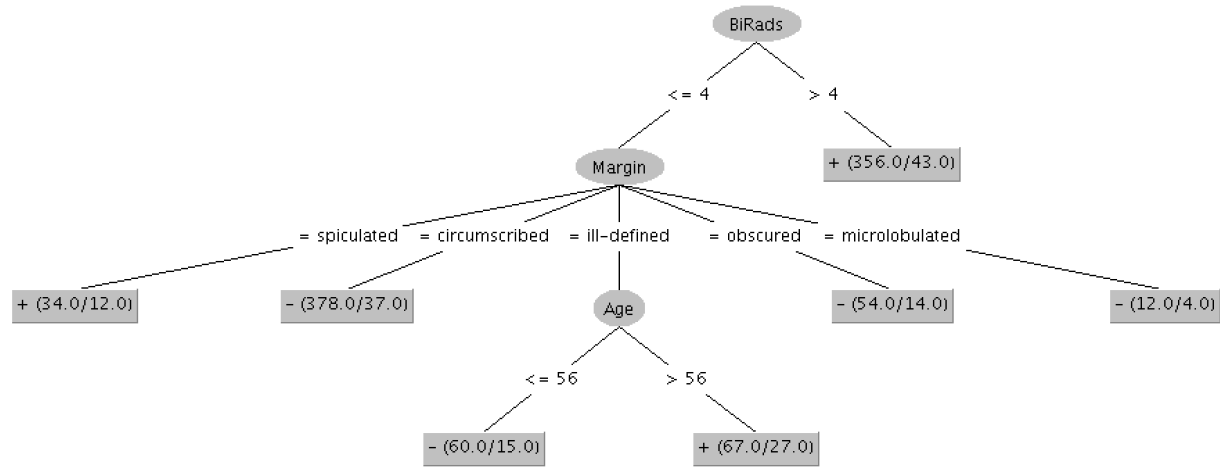 BiRads
<= 4
> 4
Margin
+ (356.0/43.0)
= spiculated
= circumscribed
= ill-defined
= obscured
= microlobulated
+ (34.0/12.0)
- (378.0/37.0)
Age
- (54.0/14.0)
- (12.0/4.0)
<= 56
> 56
- (60.0/15.0)
+ (67.0/27.0)